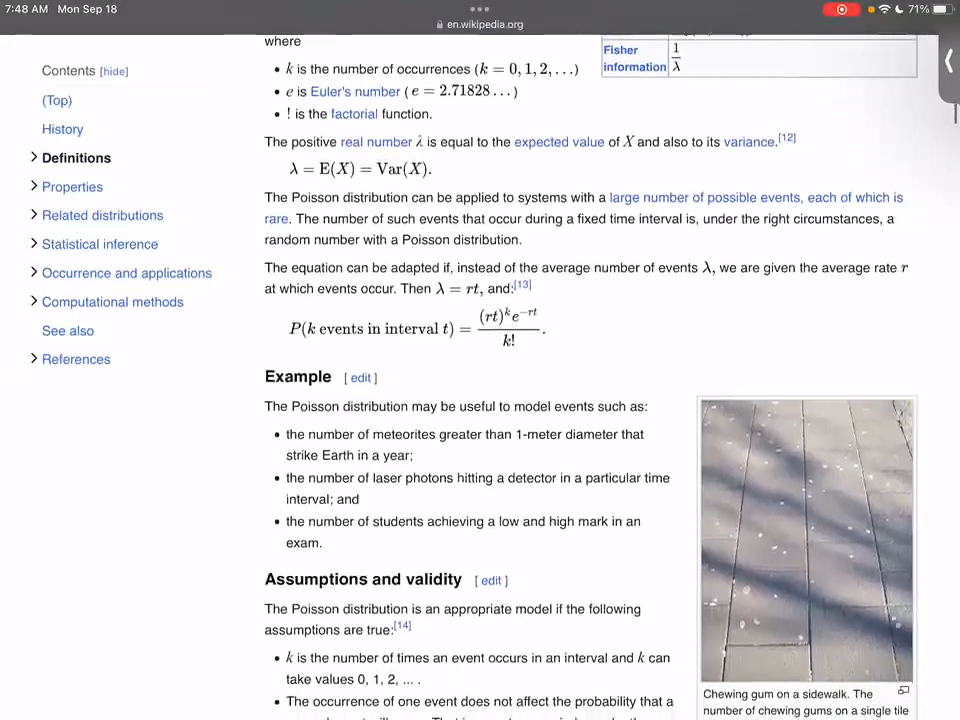 7:48 AM Mon Sep 18
71%
en.wikipedia.org
Contents [hide]
(Top)
History
Definitions
Properties
Related distributions
Statistical inference
Occurrence and applications
Computational methods
See also
References
where
• k is the number of occurrences (k = 0, 1, 2, ...)
• e is Euler's number (e = 2.71828...)
• ! is the factorial function.
The positive real number λ is equal to the expected value of X and also to its variance.[12]
λ = E(X) = Var(X).
The Poisson distribution can be applied to systems with a large number of possible events, each of which is
rare. The number of such events that occur during a fixed time interval is, under the right circumstances, a
random number with a Poisson distribution.
The equation can be adapted if, instead of the average number of events λ, we are given the average rate r
at which events occur. Then λ = rt, and:[13]
P(k events in interval t) = (rt)^k e^{-rt} / k! .
Example [ edit ]
The Poisson distribution may be useful to model events such as:
• the number of meteorites greater than 1-meter diameter that
strike Earth in a year;
• the number of laser photons hitting a detector in a particular time
interval; and
• the number of students achieving a low and high mark in an
exam.
Assumptions and validity [ edit ]
The Poisson distribution is an appropriate model if the following
assumptions are true:[14]
• k is the number of times an event occurs in an interval and k can
take values 0, 1, 2, ... .
• The occurrence of one event does not affect the probability that a
Fisher
information
1/λ
Chewing gum on a sidewalk. The
number of chewing gums on a single tile